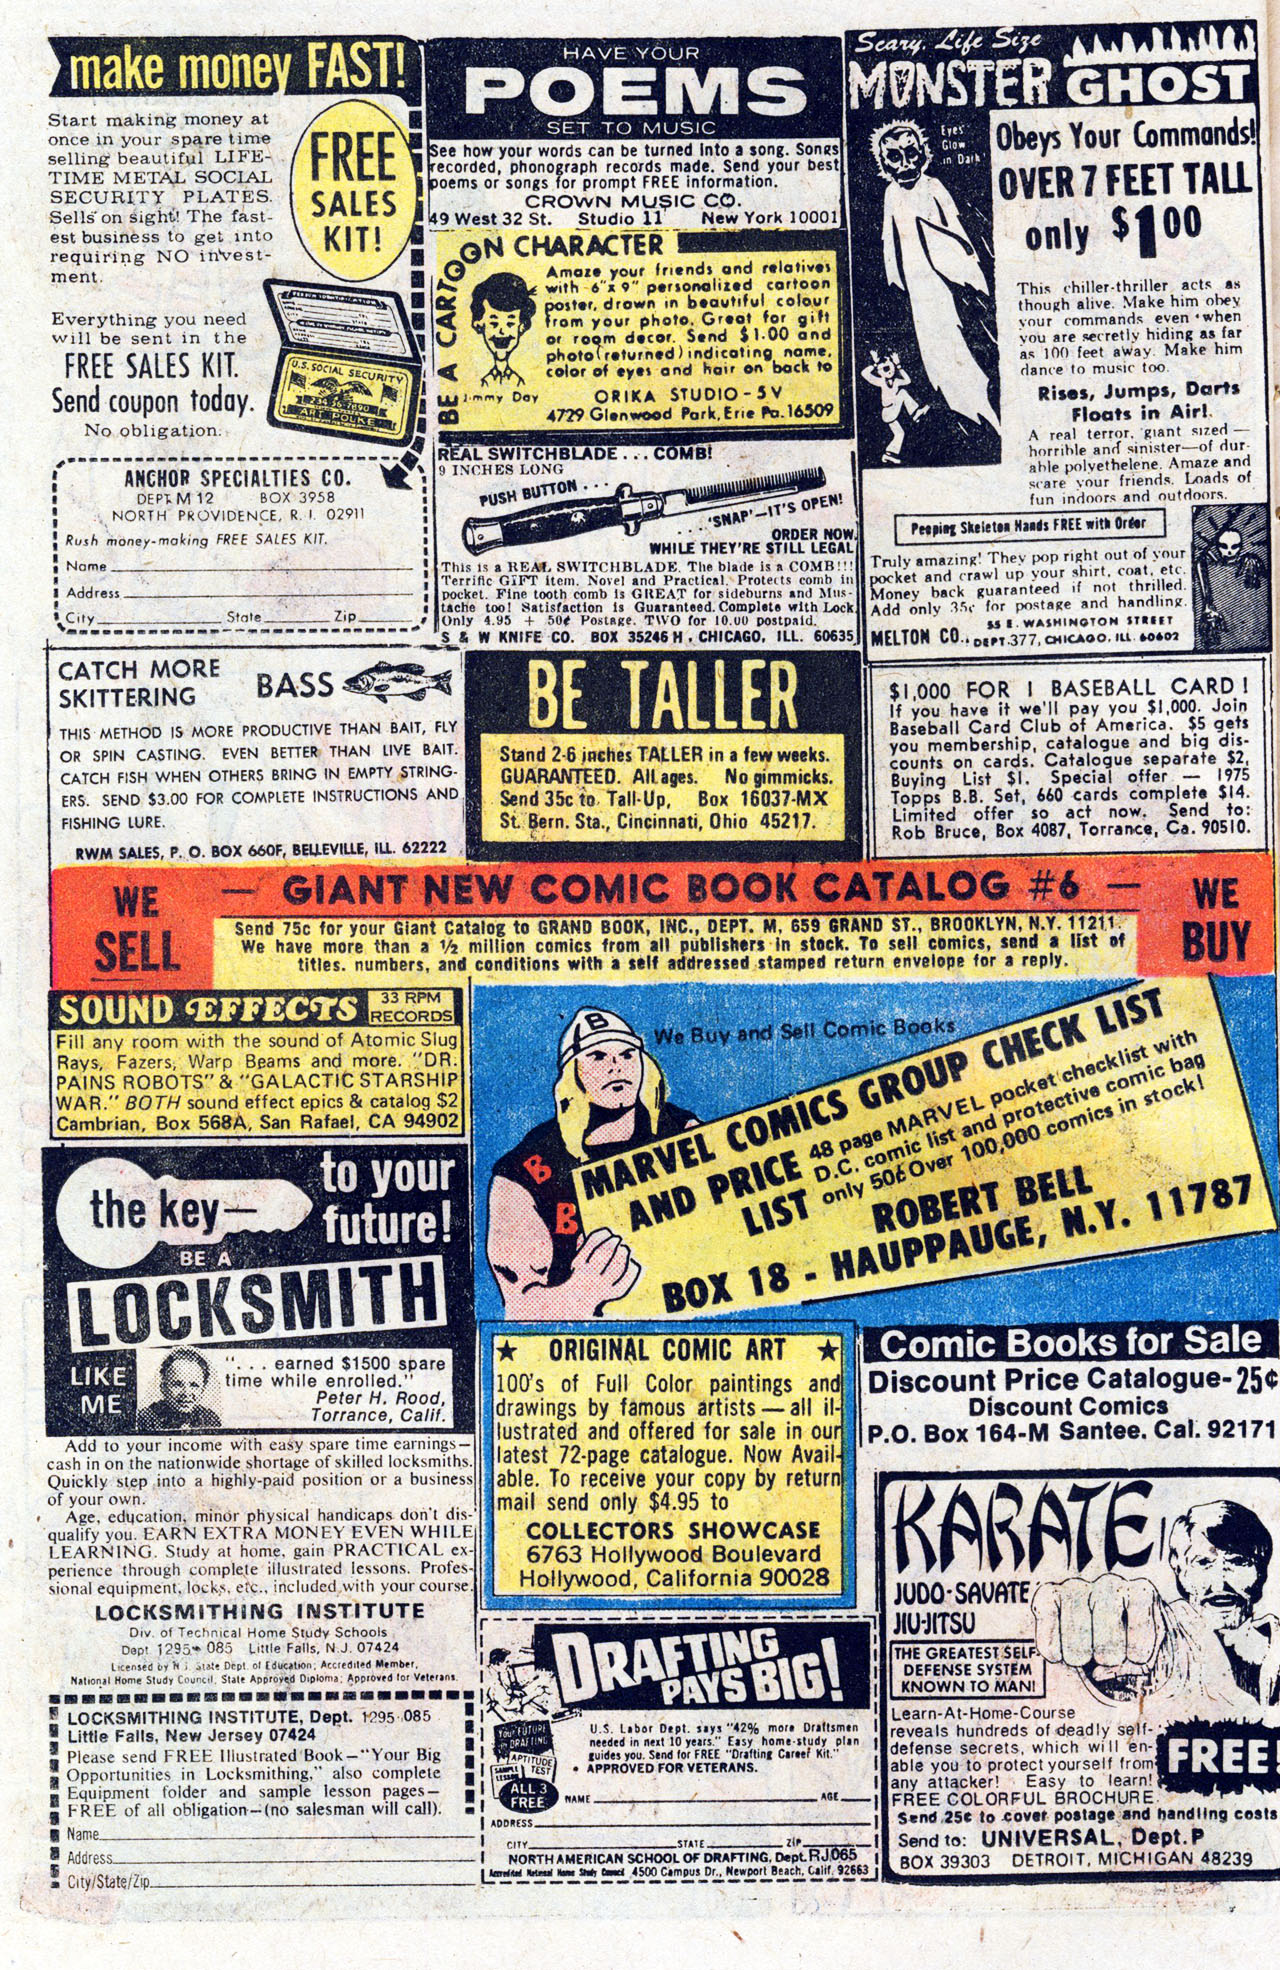 make money FAST!
Start making money at
once in your spare time
selling beautiful LIFE-
TIME METAL SOCIAL
SECURITY PLATES.
Sells on sight! The fast-
est business to get into
requiring NO invest-
ment.
FREE
SALES
KIT!
Everything you need
will be sent in the
FREE SALES KIT.
Send coupon today.
No obligation.
U.S. SOCIAL SECURITY
ART POLKE
ANCHOR SPECIALTIES CO.
DEPT. M 12 BOX 3958
NORTH PROVIDENCE, R. I. 02911
Rush money-making FREE SALES KIT.
Name
Address
City State Zip
HAVE YOUR
POEMS
SET TO MUSIC
See how your words can be turned into a song. Songs
recorded, phonograph records made. Send your best
poems or songs for prompt FREE information.
CROWN MUSIC CO.
49 West 32 St. Studio 11 New York 10001
BE A CARTOON CHARACTER
Amaze your friends and relatives
with 6"x 9" personalized cartoon
poster, drawn in beautiful colour
from your photo. Great for gift
or room decor. Send $1.00 and
photo(returned) indicating name,
color of eyes and hair on back to
Jimmy Day
ORIKA STUDIO-5V
4729 Glenwood Park, Erie Pa. 16509
REAL SWITCHBLADE . . . COMB!
9 INCHES LONG
PUSH BUTTON . . .
. . . 'SNAP'—IT'S OPEN!
ORDER NOW
WHILE THEY'RE STILL LEGAL
This is a REAL SWITCHBLADE. The blade is a COMB!!!
Terrific GIFT item. Novel and Practical. Protects comb in
pocket. Fine tooth comb is GREAT for sideburns and Mus-
tache too! Satisfaction is Guaranteed. Complete with Lock.
Only 4.95 + 50¢ Postage. TWO for 10.00 postpaid.
S & W KNIFE CO. BOX 35246 H, CHICAGO, ILL. 60635
Scary, Life Size
MONSTER GHOST
Eyes
Glow
in Dark!
Obeys Your Commands!
OVER 7 FEET TALL
only $1.00
This chiller-thriller acts as
though alive. Make him obey
your commands even when
you are secretly hiding as far
as 100 feet away. Make him
dance to music too.
Rises, Jumps, Darts
Floats in Air!
A real terror, giant sized —
horrible and sinister—of dur-
able polyethelene. Amaze and
scare your friends. Loads of
fun indoors and outdoors.
Peeping Skeleton Hands FREE with Order
Truly amazing! They pop right out of your
pocket and crawl up your shirt, coat, etc.
Money back guaranteed if not thrilled.
Add only 35c for postage and handling.
55 E. WASHINGTON STREET
MELTON CO., DEPT. 377, CHICAGO, ILL. 60602
CATCH MORE
SKITTERING BASS
THIS METHOD IS MORE PRODUCTIVE THAN BAIT, FLY
OR SPIN CASTING. EVEN BETTER THAN LIVE BAIT.
CATCH FISH WHEN OTHERS BRING IN EMPTY STRING-
ERS. SEND $3.00 FOR COMPLETE INSTRUCTIONS AND
FISHING LURE.
RWM SALES, P. O. BOX 660F, BELLEVILLE, ILL. 62222
BE TALLER
Stand 2-6 inches TALLER in a few weeks.
GUARANTEED. All ages. No gimmicks.
Send 35c to Tall-Up, Box 16037-MX
St. Bern. Sta., Cincinnati, Ohio 45217.
$1,000 FOR 1 BASEBALL CARD!
If you have it we'll pay you $1,000. Join
Baseball Card Club of America. $5 gets
you membership, catalogue and big dis-
counts on cards. Catalogue separate $2,
Buying List $1. Special offer — 1975
Topps B.B. Set, 660 cards complete $14.
Limited offer so act now. Send to:
Rob Bruce, Box 4087, Torrance, Ca. 90510.
WE
SELL
— GIANT NEW COMIC BOOK CATALOG #6 —
Send 75c for your Giant Catalog to GRAND BOOK, INC., DEPT. M, 659 GRAND ST., BROOKLYN, N.Y. 11211.
We have more than a ½ million comics from all publishers in stock. To sell comics, send a list of
titles. numbers, and conditions with a self addressed stamped return envelope for a reply.
WE
BUY
SOUND EFFECTS 33 RPM
RECORDS
Fill any room with the sound of Atomic Slug
Rays, Fazers, Warp Beams and more. "DR.
PAINS ROBOTS" & "GALACTIC STARSHIP
WAR." BOTH sound effect epics & catalog $2
Cambrian, Box 568A, San Rafael, CA 94902
We Buy and Sell Comic Books
B
B
B
MARVEL COMICS GROUP CHECK LIST
AND PRICE
LIST
48 page MARVEL pocket checklist with
D.C. comic list and protective comic bag
only 50¢ Over 100,000 comics in stock!
ROBERT BELL
BOX 18 - HAUPPAUGE, N.Y. 11787
the key—
to your
future!
BE A
LOCKSMITH
LIKE
ME
". . . earned $1500 spare
time while enrolled."
Peter H. Rood,
Torrance, Calif.
Add to your income with easy spare time earnings—
cash in on the nationwide shortage of skilled locksmiths.
Quickly step into a highly-paid position or a business
of your own.
Age, education, minor physical handicaps don't dis-
qualify you. EARN EXTRA MONEY EVEN WHILE
LEARNING. Study at home, gain PRACTICAL ex-
perience through complete illustrated lessons. Profes-
sional equipment, locks, etc., included with your course.
LOCKSMITHING INSTITUTE
Div. of Technical Home Study Schools
Dept. 1295-085 Little Falls, N.J. 07424
Licensed by N.J. State Dept. of Education; Accredited Member,
National Home Study Council; State Approved Diploma; Approved for Veterans.
LOCKSMITHING INSTITUTE, Dept. 1295-085
Little Falls, New Jersey 07424
Please send FREE Illustrated Book—"Your Big
Opportunities in Locksmithing," also complete
Equipment folder and sample lesson pages—
FREE of all obligation—(no salesman will call).
Name
Address
City/State/Zip
★ ORIGINAL COMIC ART ★
100's of Full Color paintings and
drawings by famous artists — all il-
lustrated and offered for sale in our
latest 72-page catalogue. Now Avail-
able. To receive your copy by return
mail send only $4.95 to
COLLECTORS SHOWCASE
6763 Hollywood Boulevard
Hollywood, California 90028
DRAFTING
PAYS BIG!
YOUR FUTURE
IN DRAFTING
APTITUDE
TEST
SAMPLE
LESSON
ALL 3
FREE
U.S. Labor Dept. says "42% more Draftsmen
needed in next 10 years." Easy home-study plan
guides you. Send for FREE "Drafting Career Kit."
• APPROVED FOR VETERANS.
NAME AGE
ADDRESS
CITY STATE ZIP
NORTH AMERICAN SCHOOL OF DRAFTING, Dept. RJ065
Accredited National Home Study Council 4500 Campus Dr., Newport Beach, Calif. 92663
Comic Books for Sale
Discount Price Catalogue-25¢
Discount Comics
P.O. Box 164-M Santee. Cal. 92171
KARATE
JUDO-SAVATE
JIU-JITSU
THE GREATEST SELF-
DEFENSE SYSTEM
KNOWN TO MAN!
Learn-At-Home-Course
reveals hundreds of deadly self-
defense secrets, which will en-
able you to protect yourself from
any attacker! Easy to learn!
FREE COLORFUL BROCHURE.
FREE!
Send 25¢ to cover postage and handling costs
Send to: UNIVERSAL, Dept. P
BOX 39303 DETROIT, MICHIGAN 48239